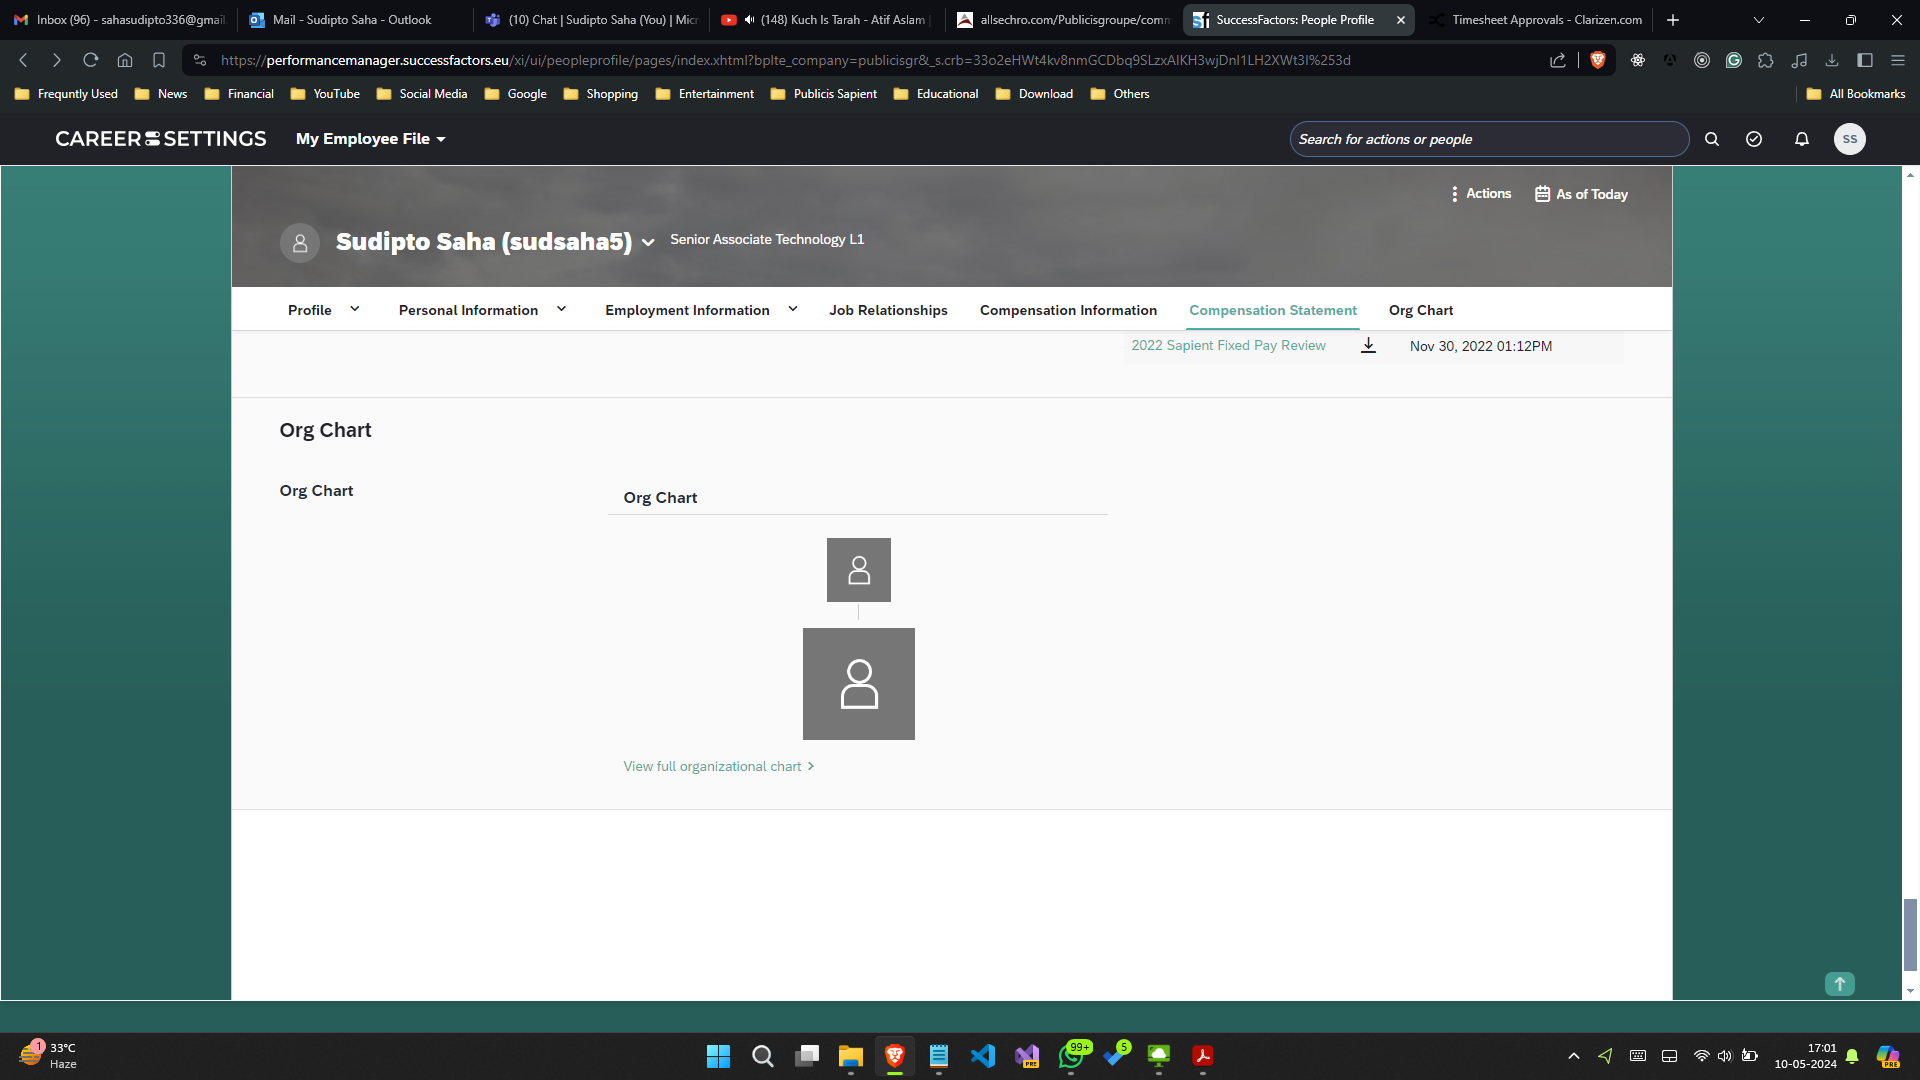 Inbox (96) - sahasudipto336@gmail.
Mail - Sudipto Saha - Outlook
(10) Chat | Sudipto Saha (You) | Micr
(148) Kuch Is Tarah - Atif Aslam |
allsechro.com/Publicisgroupe/comm
SuccessFactors: People Profile
Timesheet Approvals - Clarizen.com
https://performancemanager.successfactors.eu/xi/ui/peopleprofile/pages/index.xhtml?bplte_company=publicisgr&_s.crb=33o2eHWt4kv8nmGCDbq9SLzxAIKH3wjDnI1LH2XWt3I%253d
Frequntly Used
News
Financial
YouTube
Social Media
Google
Shopping
Entertainment
Publicis Sapient
Educational
Download
Others
All Bookmarks
CAREER SETTINGS
My Employee File
Search for actions or people
SS
Actions
As of Today
Sudipto Saha (sudsaha5)
Senior Associate Technology L1
Profile
Personal Information
Employment Information
Job Relationships
Compensation Information
Compensation Statement
Org Chart
2022 Sapient Fixed Pay Review
Nov 30, 2022 01:12PM
Org Chart
Org Chart
Org Chart
View full organizational chart
1
33°C
Haze
PRE
99+
5
17:01
10-05-2024
PRE